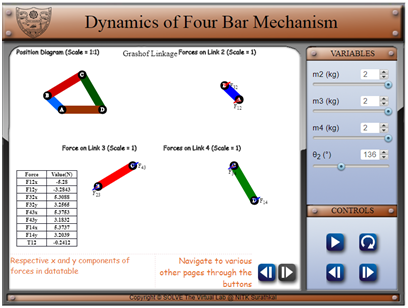 Dynamics of Four Bar Mechanism
Position Diagram (Scale = 1:1)
Grashof Linkage
Forces on Link 2 (Scale = 1)
C
B
A
D
F12
Force on Link 3 (Scale = 1)
Forces on Link 4 (Scale = 1)
F43
F23
Force Value(N)
F12x -5.28
F12y -3.2843
F32x 5.3088
F32y 3.2565
F43x 5.3753
F43y 3.1832
F14x 5.3737
F14y 3.2039
T12 -0.2412
Respective x and y components of
forces in datatable
Navigate to various
other pages through the
buttons
VARIABLES
m2 (kg) 2
m3 (kg) 2
m4 (kg) 2
θ2 (°) 136
CONTROLS
Copyright @ SOLVE The Virtual Lab @ NITK Surathkal